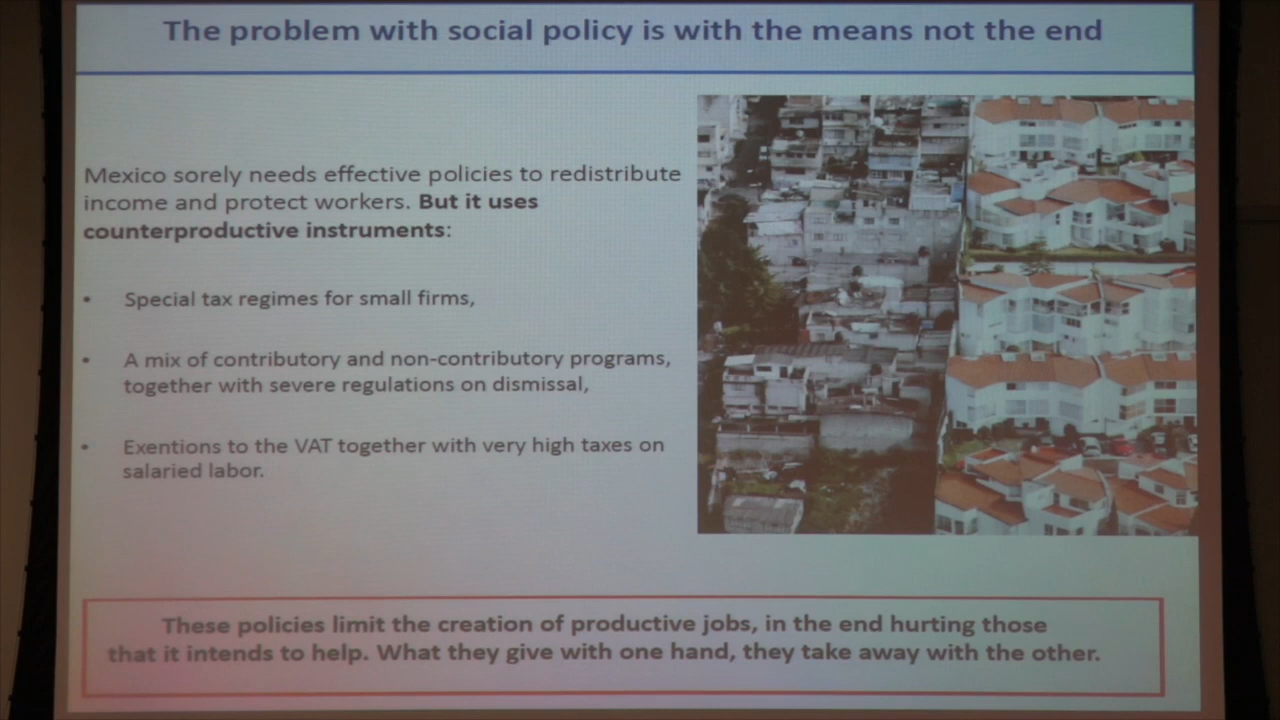 The problem with social policy is with the means not the end
Mexico sorely needs effective policies to redistribute
income and protect workers. But it uses
counterproductive instruments:
• Special tax regimes for small firms,
• A mix of contributory and non-contributory programs,
together with severe regulations on dismissal,
• Exentions to the VAT together with very high taxes on
salaried labor.
These policies limit the creation of productive jobs, in the end hurting those
that it intends to help. What they give with one hand, they take away with the other.